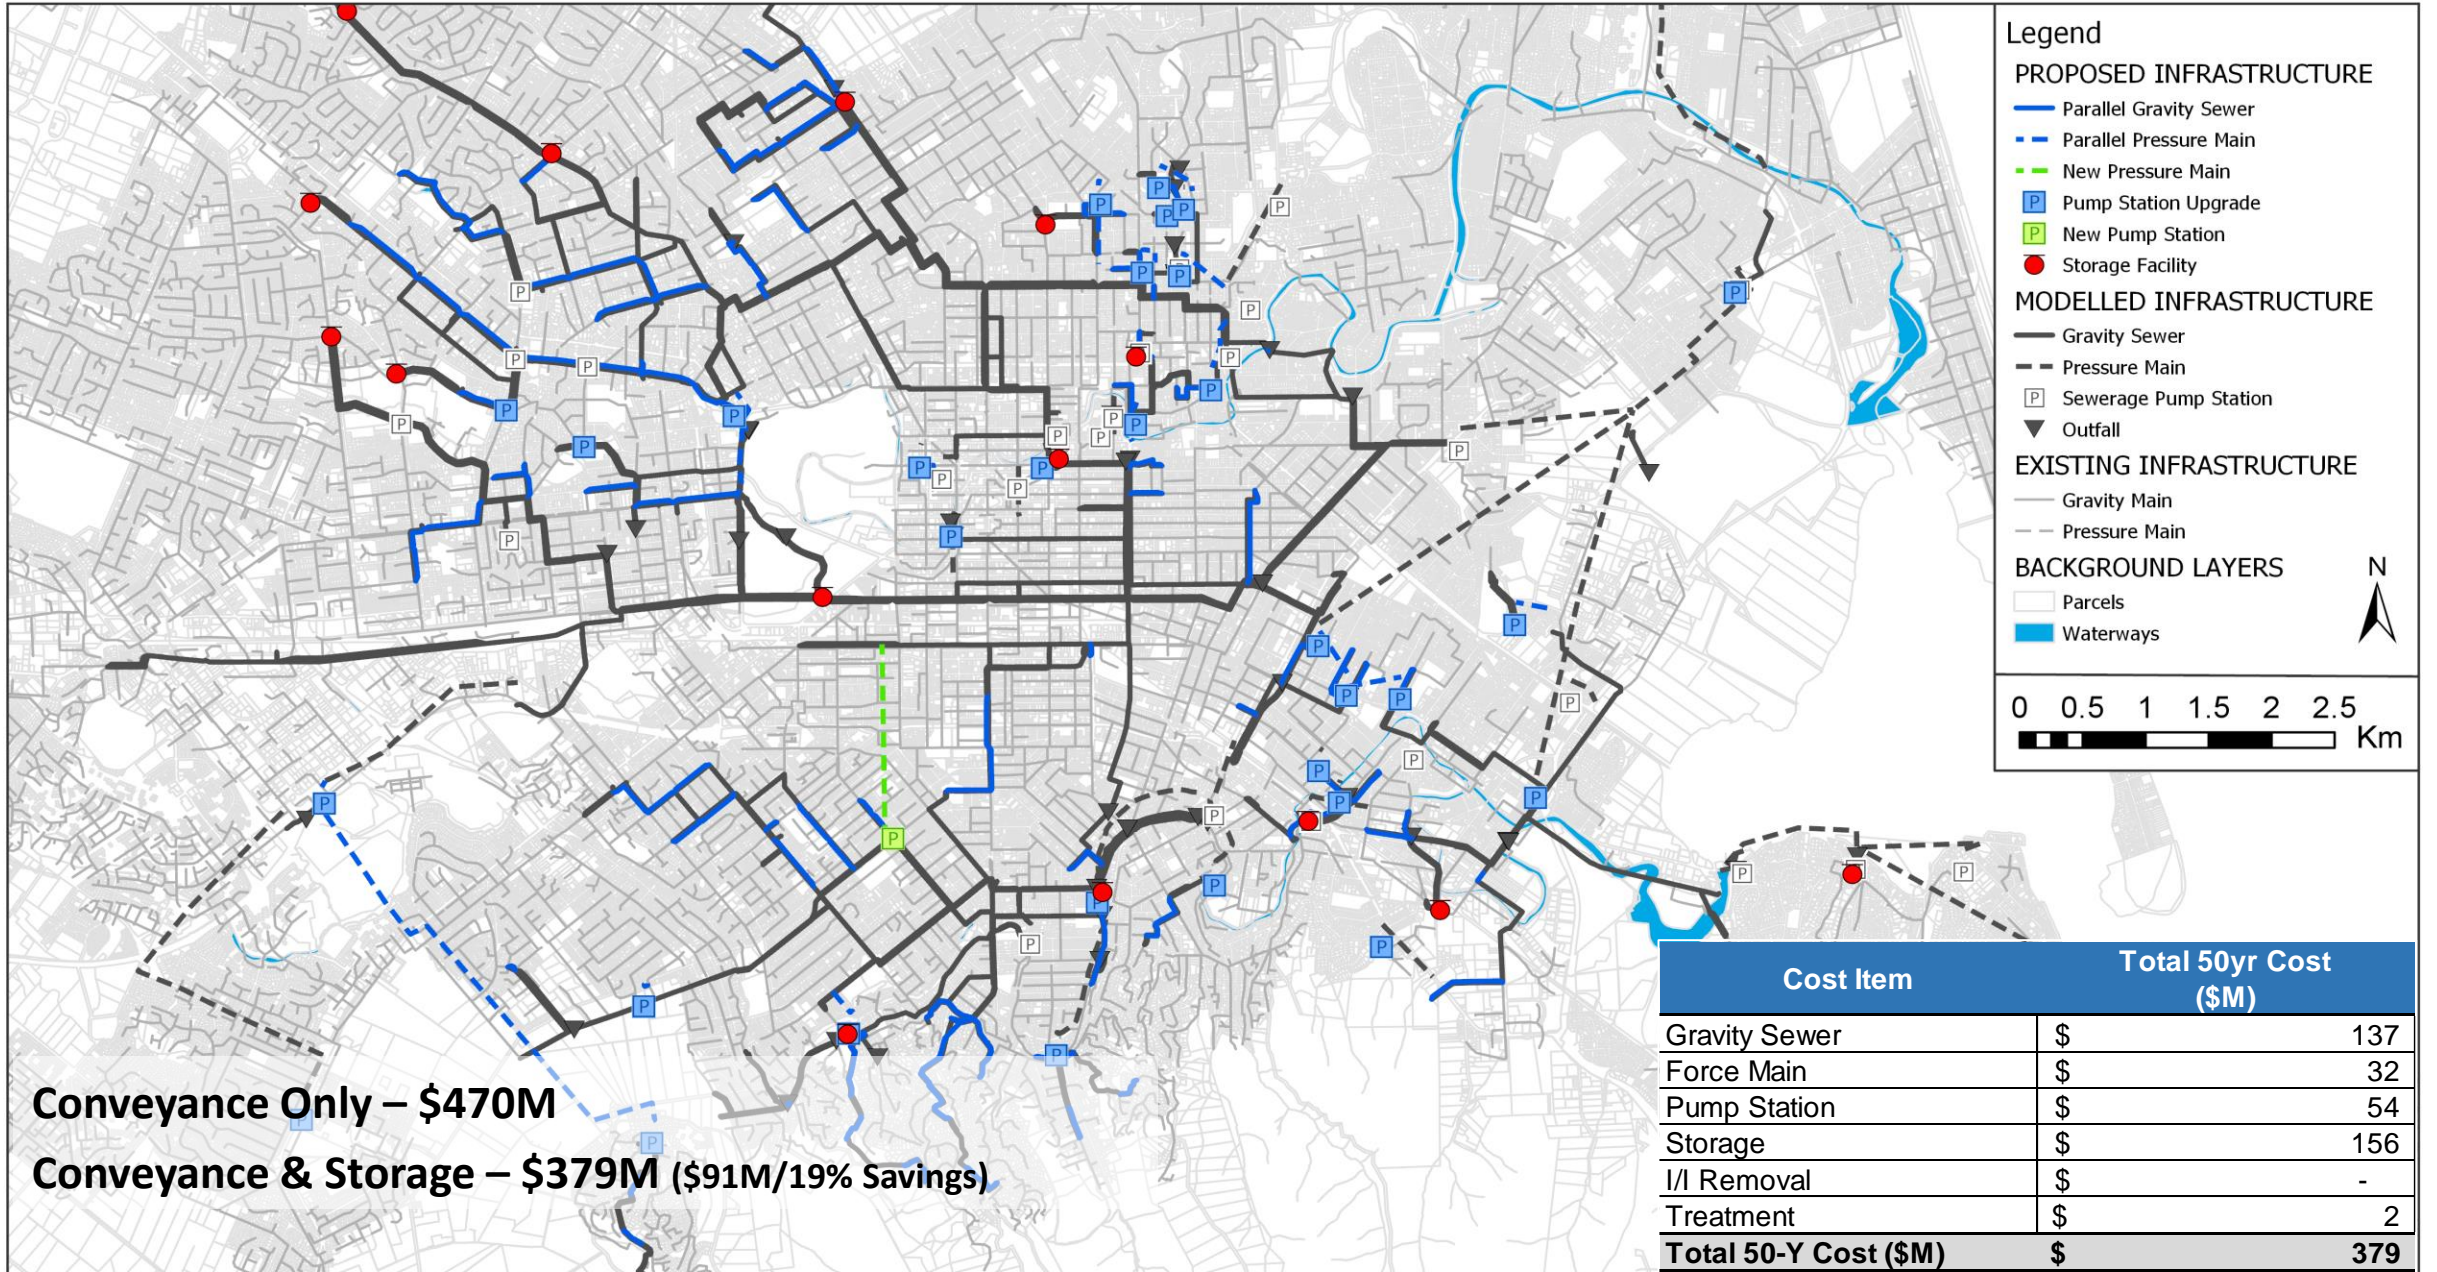 Legend
PROPOSED INFRASTRUCTURE
Parallel Gravity Sewer
Parallel Pressure Main
New Pressure Main
P Pump Station Upgrade
P New Pump Station
Storage Facility
MODELLED INFRASTRUCTURE
Gravity Sewer
Pressure Main
P Sewerage Pump Station
Outfall
EXISTING INFRASTRUCTURE
Gravity Main
Pressure Main
BACKGROUND LAYERS
Parcels
Waterways
N
0 0.5 1 1.5 2 2.5
Km
Conveyance Only – $470M
Conveyance & Storage – $379M ($91M/19% Savings)
Cost Item Total 50yr Cost
($M)
Gravity Sewer $ 137
Force Main $ 32
Pump Station $ 54
Storage $ 156
I/I Removal $ -
Treatment $ 2
Total 50-Y Cost ($M) $ 379